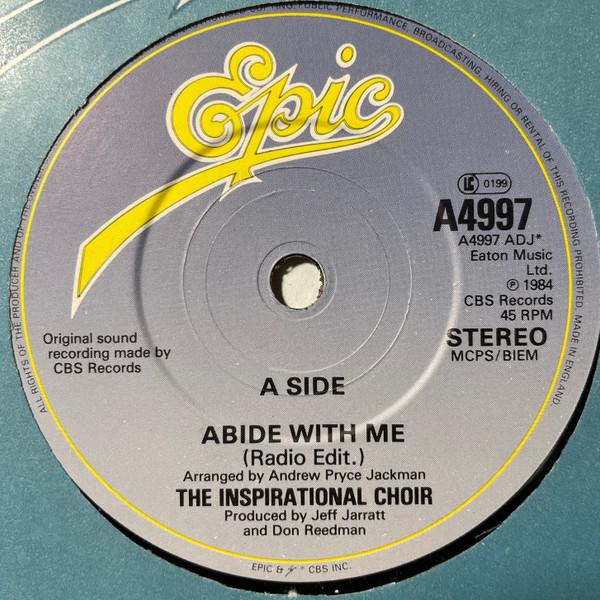 Epic
LC 0199
A4997
A4997 ADJ*
Eaton Music
Ltd.
℗ 1984
CBS Records
45 RPM
STEREO
MCPS/BIEM
Original sound
recording made by
CBS Records
A SIDE
ABIDE WITH ME
(Radio Edit.)
Arranged by Andrew Pryce Jackman
THE INSPIRATIONAL CHOIR
Produced by Jeff Jarratt
and Don Reedman
ALL RIGHTS OF THE PRODUCER AND OF THE
PUBLIC PERFORMANCE, BROADCASTING, HIRING OR RENTAL OF THIS RECORDING PROHIBITED. MADE IN ENGLAND.
EPIC & * CBS INC.